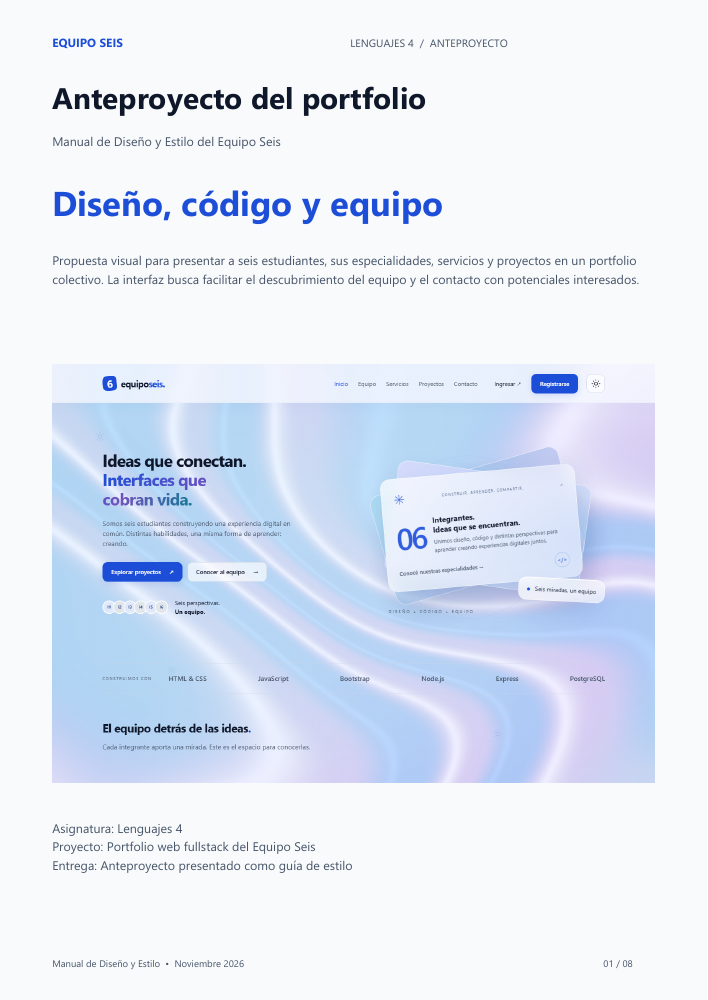 EQUIPO SEIS
LENGUAJES 4 / ANTEPROYECTO
Anteproyecto del portfolio
Manual de Diseño y Estilo del Equipo Seis
Diseño, código y equipo
Propuesta visual para presentar a seis estudiantes, sus especialidades, servicios y proyectos en un portfolio
colectivo. La interfaz busca facilitar el descubrimiento del equipo y el contacto con potenciales interesados.
6 equiposeis.
Inicio Equipo Servicios Proyectos Contacto Ingresar ↗ Registrarse
Ideas que conectan.
Interfaces que
cobran vida.
Somos seis estudiantes construyendo una experiencia digital en
común. Distintas habilidades, una misma forma de aprender:
creando.
Explorar proyectos ↗ Conocer al equipo →
01 02 03 04 05 06
Seis perspectivas.
Un equipo.
CONSTRUIR. APRENDER. COMPARTIR.
06
Integrantes.
Ideas que se encuentran.
Unimos diseño, código y distintas perspectivas para
aprender creando experiencias digitales juntos.
Conocé nuestras especialidades →
</>
Seis miradas, un equipo
DISEÑO + CÓDIGO + EQUIPO
CONSTRUIMOS CON HTML & CSS JavaScript Bootstrap Node.js Express PostgreSQL
El equipo detrás de las ideas.
Cada integrante aporta una mirada. Este es el espacio para conocerlas.
Asignatura: Lenguajes 4
Proyecto: Portfolio web fullstack del Equipo Seis
Entrega: Anteproyecto presentado como guía de estilo
Manual de Diseño y Estilo • Noviembre 2026
01 / 08